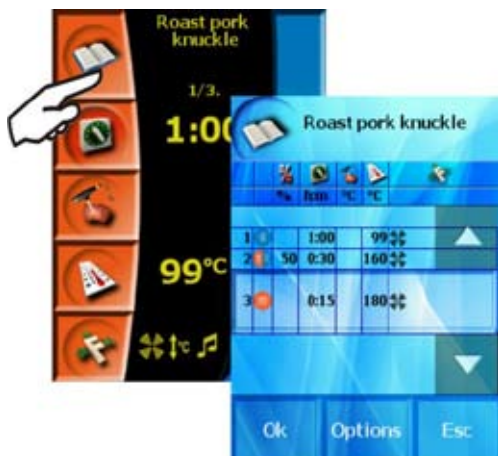 Roast pork
knuckle
1/3.
1:00
99°C
°C
Roast pork knuckle
% h:m °C °C
1 1:00 99
2 50 0:30 160
3 0:15 180
Ok Options Esc